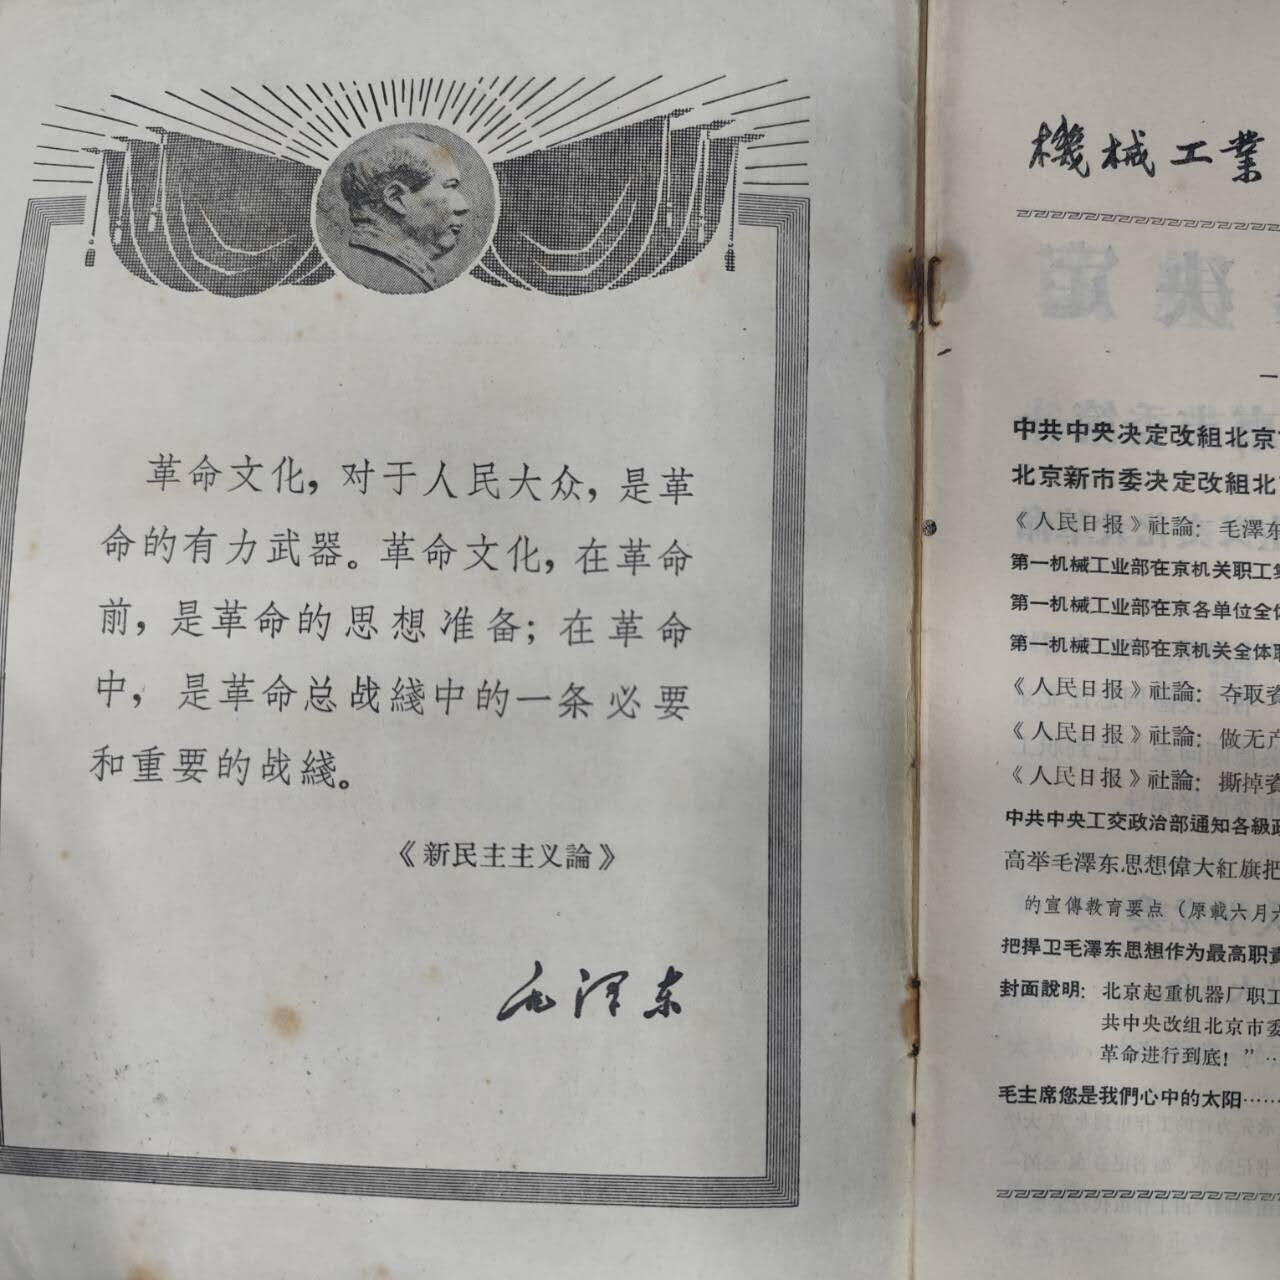 革命文化，对于人民大众，是革
命的有力武器。革命文化，在革命
前，是革命的思想准备；在革命
中，是革命总战綫中的一条必要
和重要的战綫。
《新民主主义論》
毛澤东
機械工業
中共中央决定改組北京
北京新市委决定改組北
《人民日报》社論：毛澤东
第一机械工业部在京机关职工
第一机械工业部在京各单位全体
第一机械工业部在京机关全体职
《人民日报》社論：夺取資
《人民日报》社論：做无产
《人民日报》社論：撕掉資
中共中央工交政治部通知各級政
高举毛澤东思想偉大紅旗把
的宣傳教育要点（原載六月六
把捍卫毛澤东思想作为最高职責
封面說明：北京起重机器厂职工
共中央改组北京市委
革命进行到底！”…
毛主席您是我們心中的太阳……